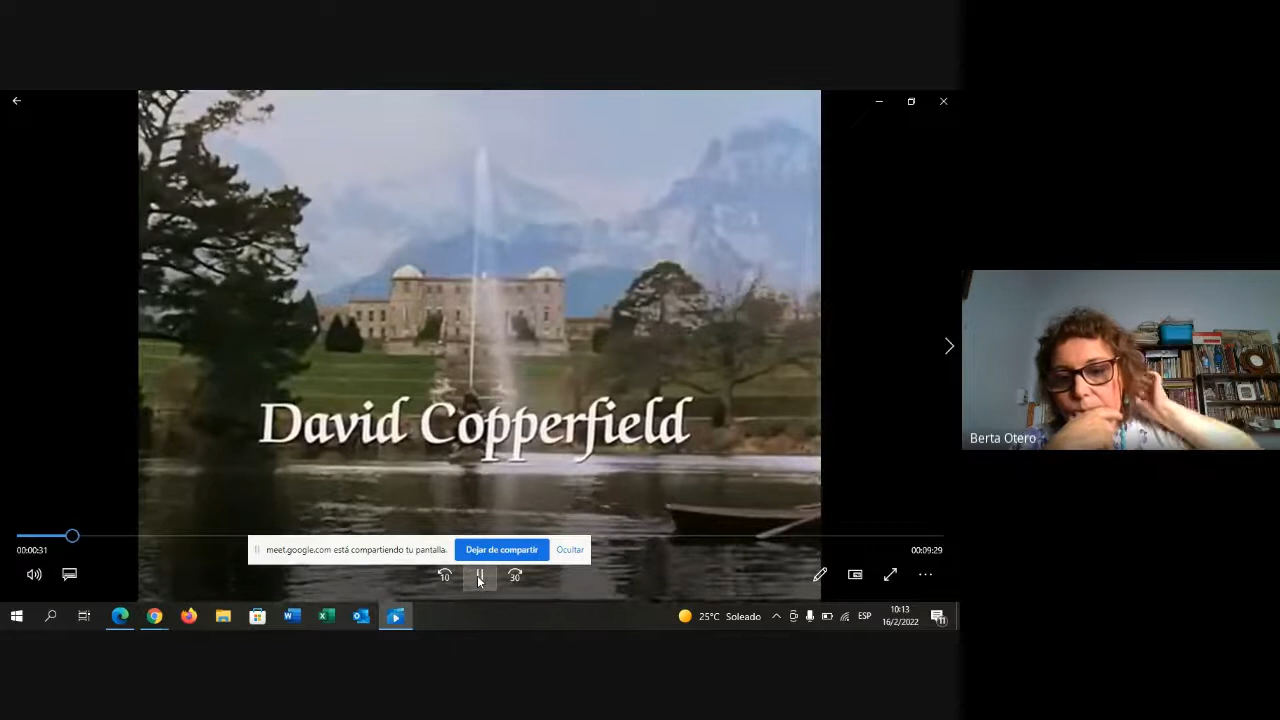 David Copperfield
Berta Otero
meet.google.com está compartiendo tu pantalla.
Dejar de compartir
Ocultar
00:00:31
00:09:29
10
30
25°C Soleado
ESP
10:13
16/2/2022
11